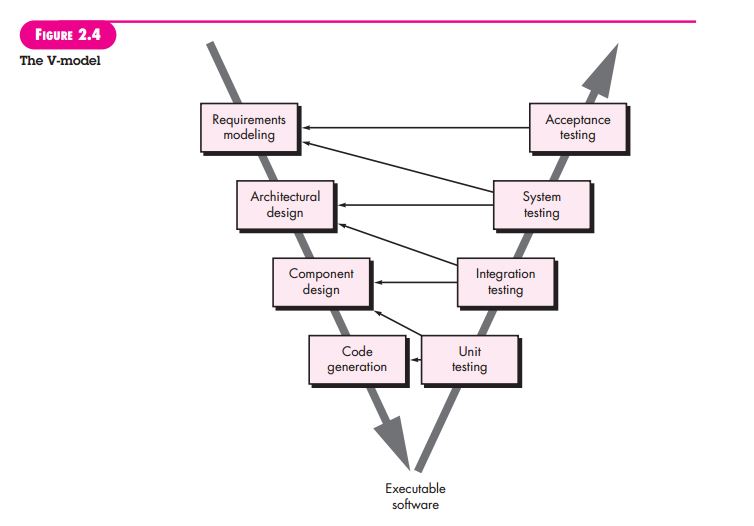 FIGURE 2.4
The V-model
Requirements
modeling
Acceptance
testing
Architectural
design
System
testing
Component
design
Integration
testing
Code
generation
Unit
testing
Executable
software